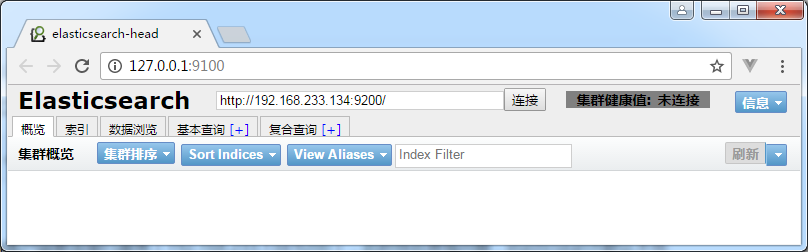 elasticsearch-head
127.0.0.1:9100
Elasticsearch http://192.168.233.134:9200/ 连接 集群健康值: 未连接 信息
概览 索引 数据浏览 基本查询 [+] 复合查询 [+]
集群概览 集群排序 Sort Indices View Aliases Index Filter 刷新